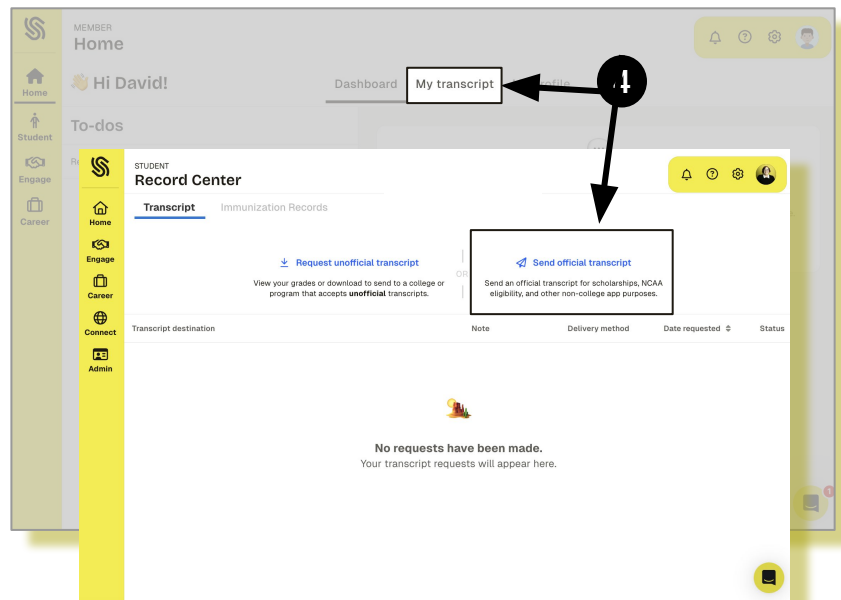 MEMBER
Home
Hi David!
Dashboard
My transcript
4
To-dos
Home
Student
Engage
Career
1
STUDENT
Record Center
Transcript
Immunization Records
Home
Engage
Career
Connect
Admin
Request unofficial transcript
View your grades or download to send to a college or
program that accepts unofficial transcripts.
OR
Send official transcript
Send an official transcript for scholarships, NCAA
eligibility, and other non-college app purposes.
Transcript destination
Note
Delivery method
Date requested
Status
No requests have been made.
Your transcript requests will appear here.